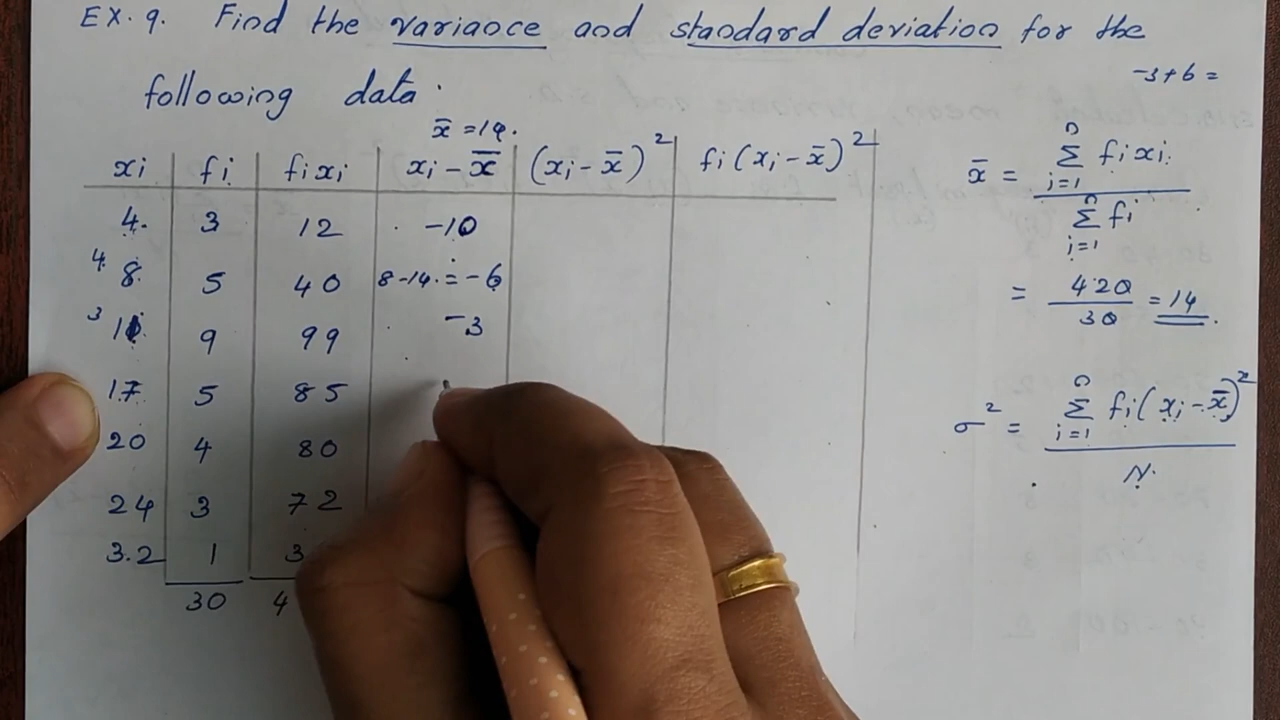 EX. 9. Find the variance and standard deviation for the
following data.
-3+6=
x̄ = 14.
xi fi fixi xi - x̄ (xi - x̄)² fi(xi - x̄)²
4. 3 12 -10
4. 8. 5 40 8-14. = -6
3 11 9 99 -3
17. 5 85
20 4 80
24 3 72
3.2 1 3
30 4
x̄ = Σ fixi
n
i=1
Σ fi
n
i=1
= 420
30
= 14.
σ² = Σ fi(xi - x̄)²
n
i=1
N.